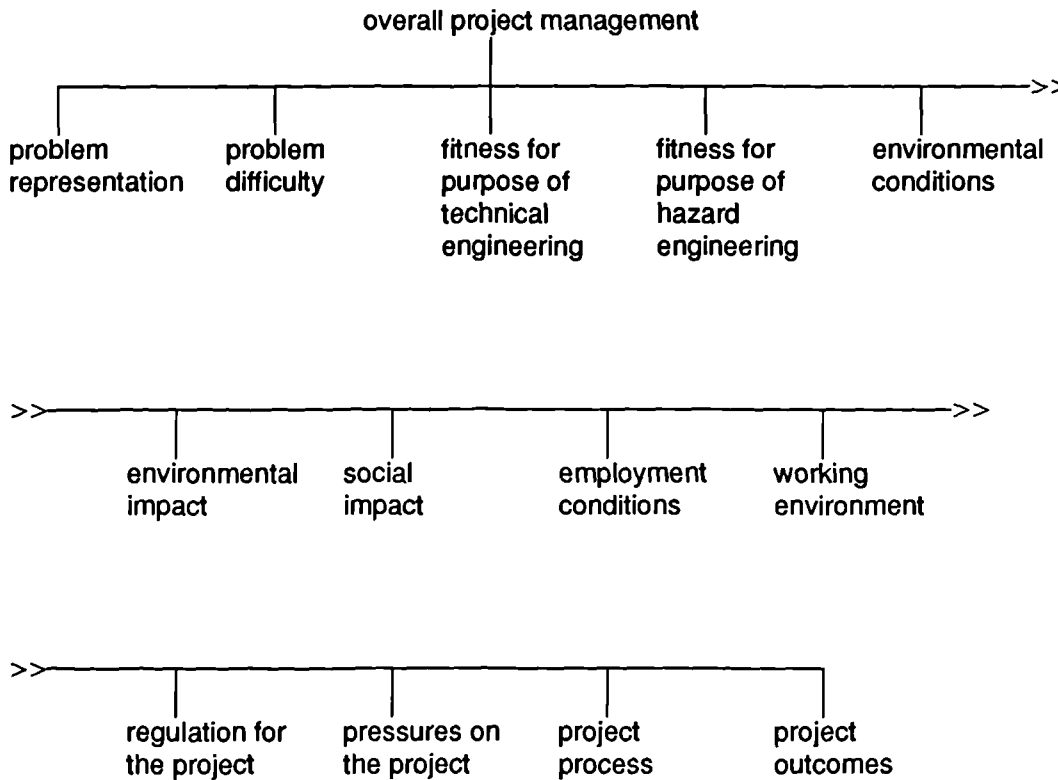 overall project management
>>
problem
representation
problem
difficulty
fitness for
purpose of
technical
engineering
fitness for
purpose of
hazard
engineering
environmental
conditions
>>
>>
environmental
impact
social
impact
employment
conditions
working
environment
>>
regulation for
the project
pressures on
the project
project
process
project
outcomes